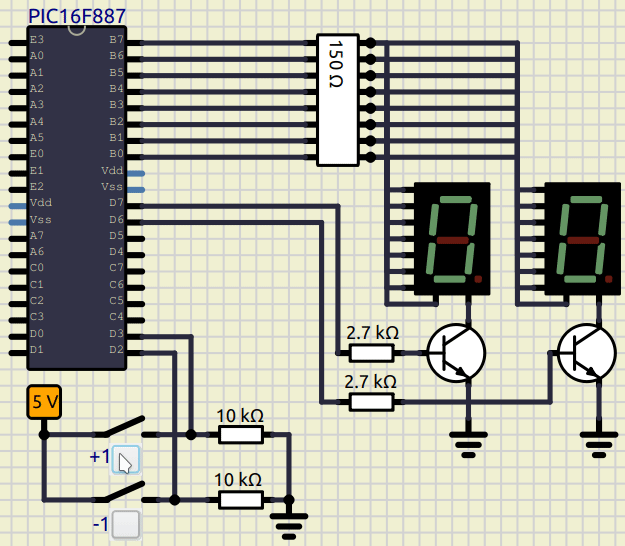 PIC16F887
E3 B7
A0 B6
A1 B5
A2 B4
A3 B3
A4 B2
A5 B1
E0 B0
E1 Vdd
E2 Vss
Vdd D7
Vss D6
A7 D5
A6 D4
C0 C7
C1 C6
C2 C5
C3 C4
D0 D3
D1 D2
150 Ω
2.7 kΩ
2.7 kΩ
5 V
10 kΩ
+1
10 kΩ
-1